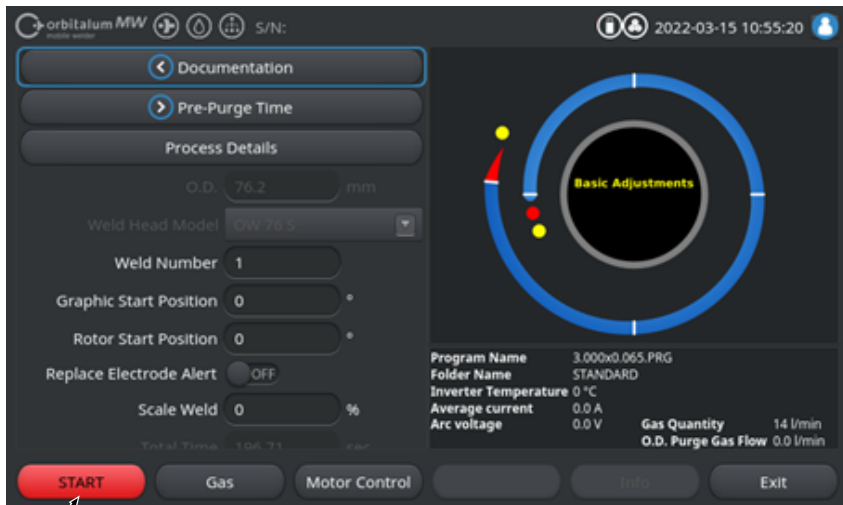 orbitalum MW
mobile welder
S/N:
2022-03-15 10:55:20
Documentation
Pre-Purge Time
Process Details
O.D. 76.2 mm
Weld Head Model OW 76 S
Weld Number 1
Graphic Start Position 0 °
Rotor Start Position 0 °
Replace Electrode Alert OFF
Scale Weld 0 %
Total Time 196.71 sec
Basic Adjustments
Program Name 3.000x0.065.PRG
Folder Name STANDARD
Inverter Temperature 0 °C
Average current 0.0 A
Arc voltage 0.0 V Gas Quantity 14 l/min
O.D. Purge Gas Flow 0.0 l/min
START Gas Motor Control Info Exit